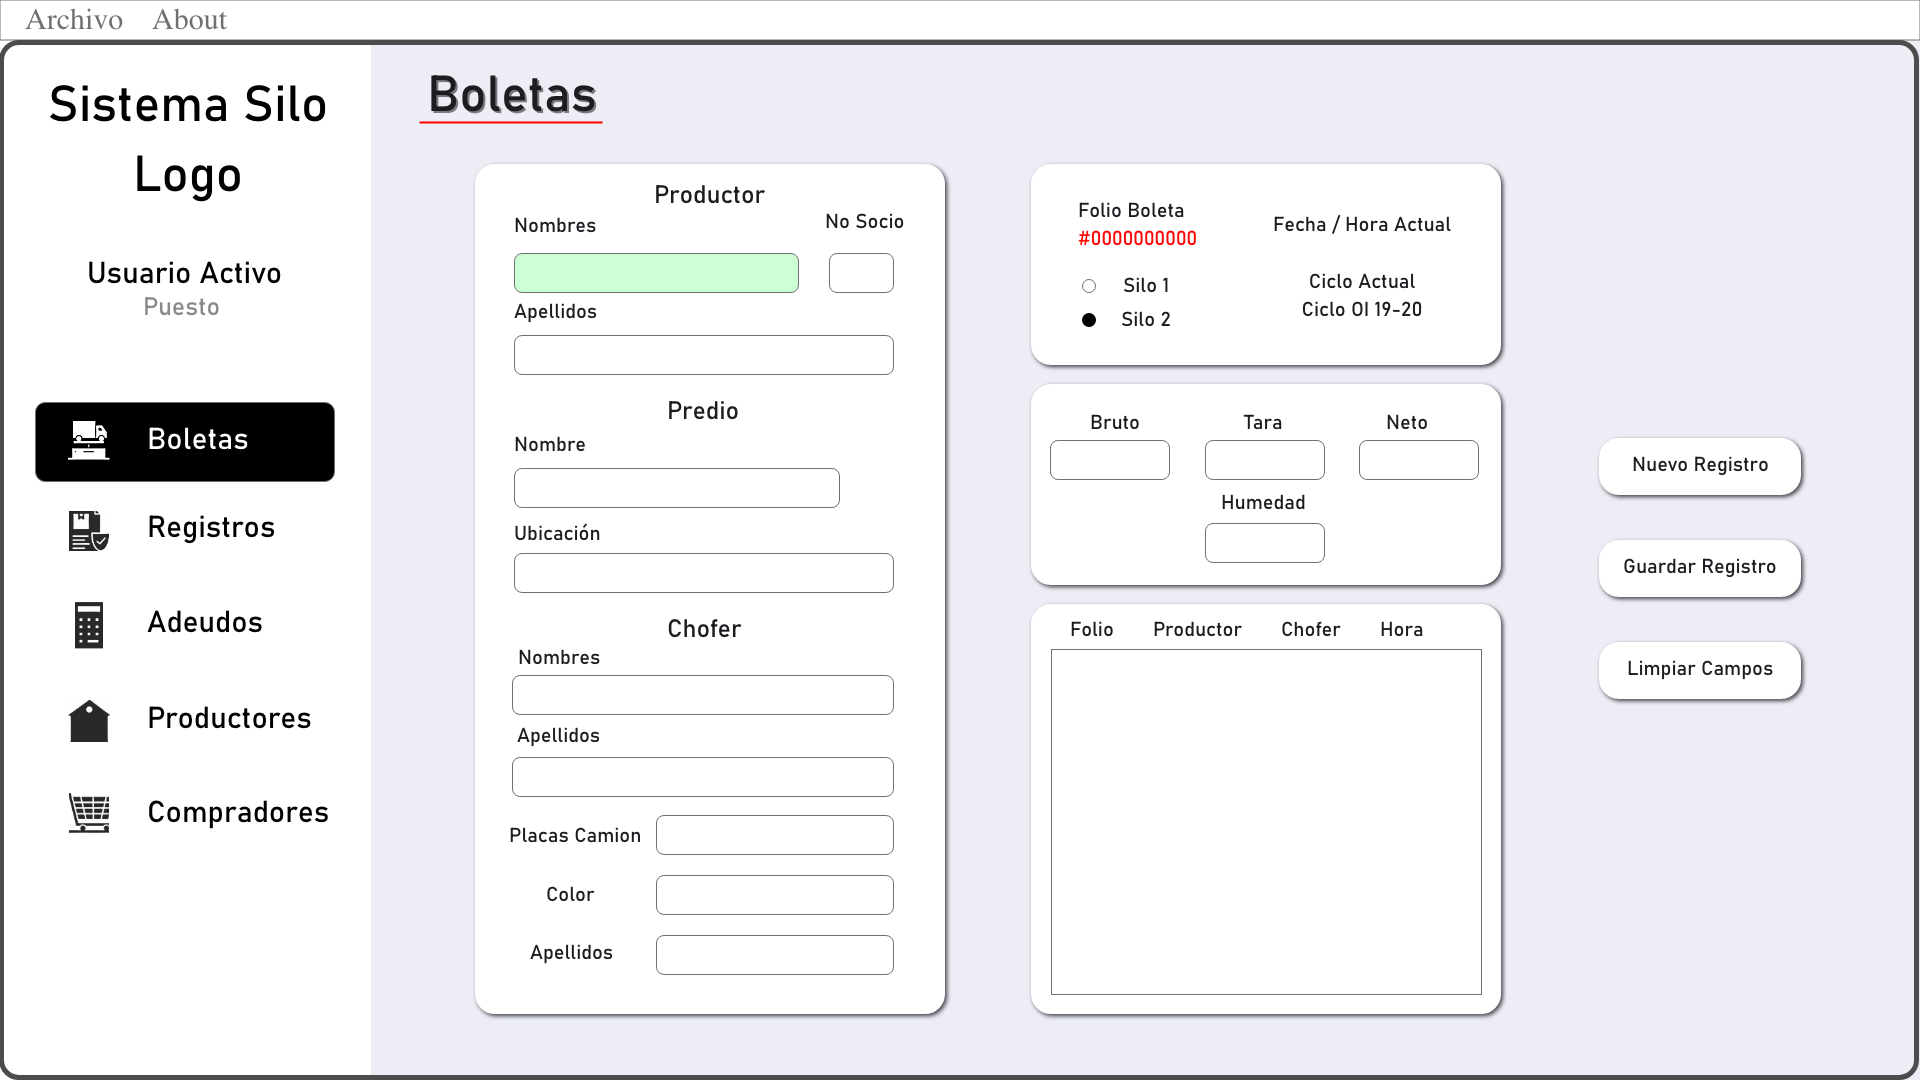 Archivo About
Sistema Silo
Logo
Usuario Activo
Puesto
Boletas
Registros
Adeudos
Productores
Compradores
Boletas
Productor
Nombres No Socio
Apellidos
Predio
Nombre
Ubicación
Chofer
Nombres
Apellidos
Placas Camion
Color
Apellidos
Folio Boleta
#0000000000
Fecha / Hora Actual
Silo 1
Silo 2
Ciclo Actual
Ciclo OI 19-20
Bruto Tara Neto
Humedad
Folio Productor Chofer Hora
Nuevo Registro
Guardar Registro
Limpiar Campos